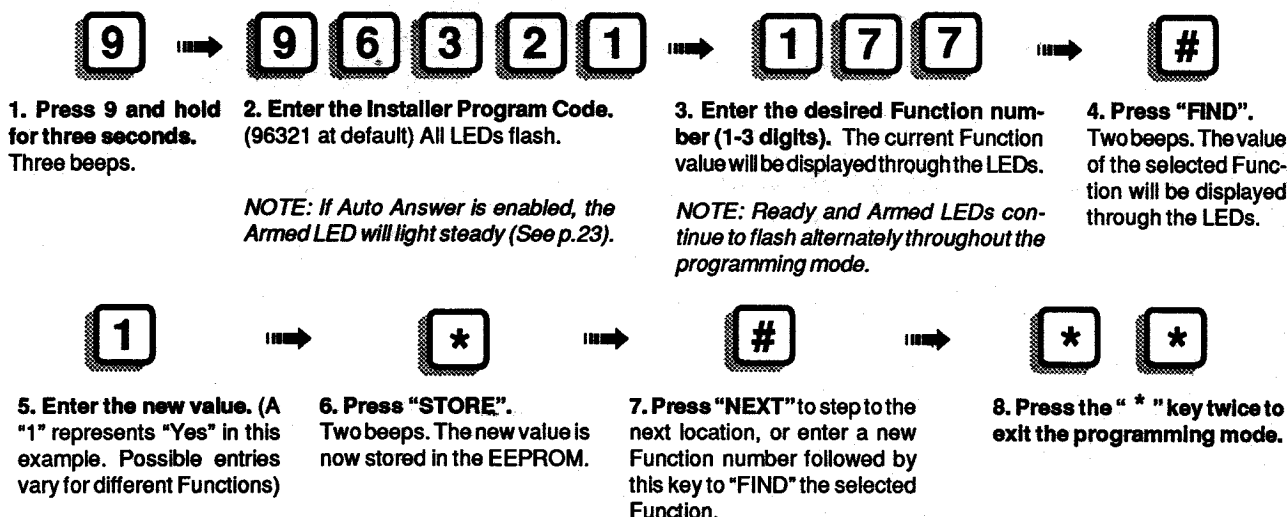 9 9 6 3 2 1 1 7 7 #
1. Press 9 and hold
for three seconds.
Three beeps.
2. Enter the Installer Program Code.
(96321 at default) All LEDs flash.
NOTE: If Auto Answer is enabled, the
Armed LED will light steady (See p.23).
3. Enter the desired Function num-
ber (1-3 digits). The current Function
value will be displayed through the LEDs.
NOTE: Ready and Armed LEDs con-
tinue to flash alternately throughout the
programming mode.
4. Press "FIND".
Two beeps. The value
of the selected Func-
tion will be displayed
through the LEDs.
1 * # * *
5. Enter the new value. (A
"1" represents "Yes" in this
example. Possible entries
vary for different Functions)
6. Press "STORE".
Two beeps. The new value is
now stored in the EEPROM.
7. Press "NEXT" to step to the
next location, or enter a new
Function number followed by
this key to "FIND" the selected
Function.
8. Press the " * " key twice to
exit the programming mode.